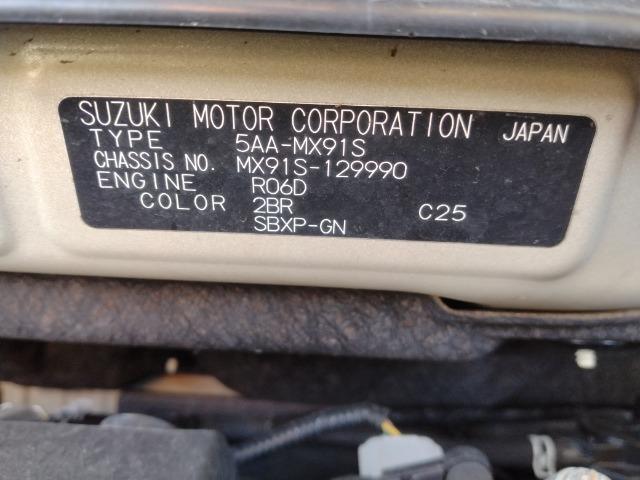 SUZUKI MOTOR CORPORATION JAPAN
TYPE 5AA-MX91S
CHASSIS NO. MX91S-129990
ENGINE R06D
COLOR 2BR C25
SBXP-GN